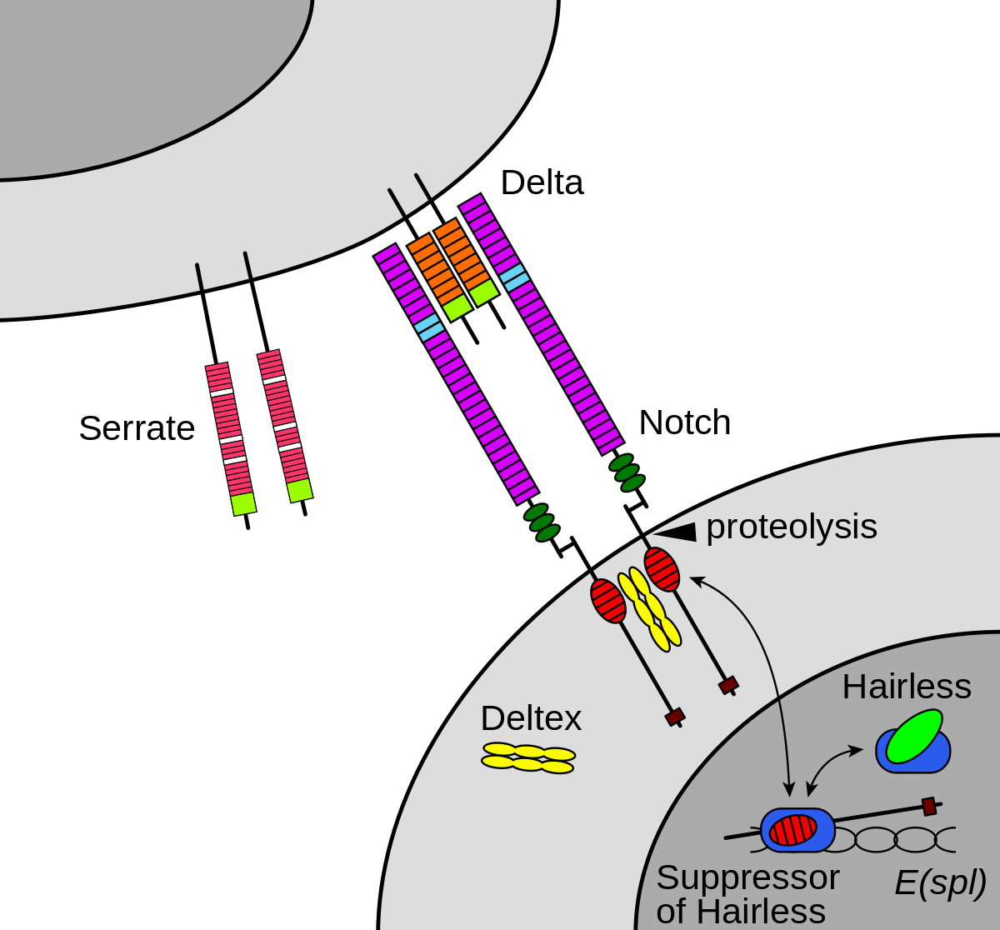 Delta
Serrate
Notch
proteolysis
Hairless
Deltex
Suppressor
of Hairless
E(spl)